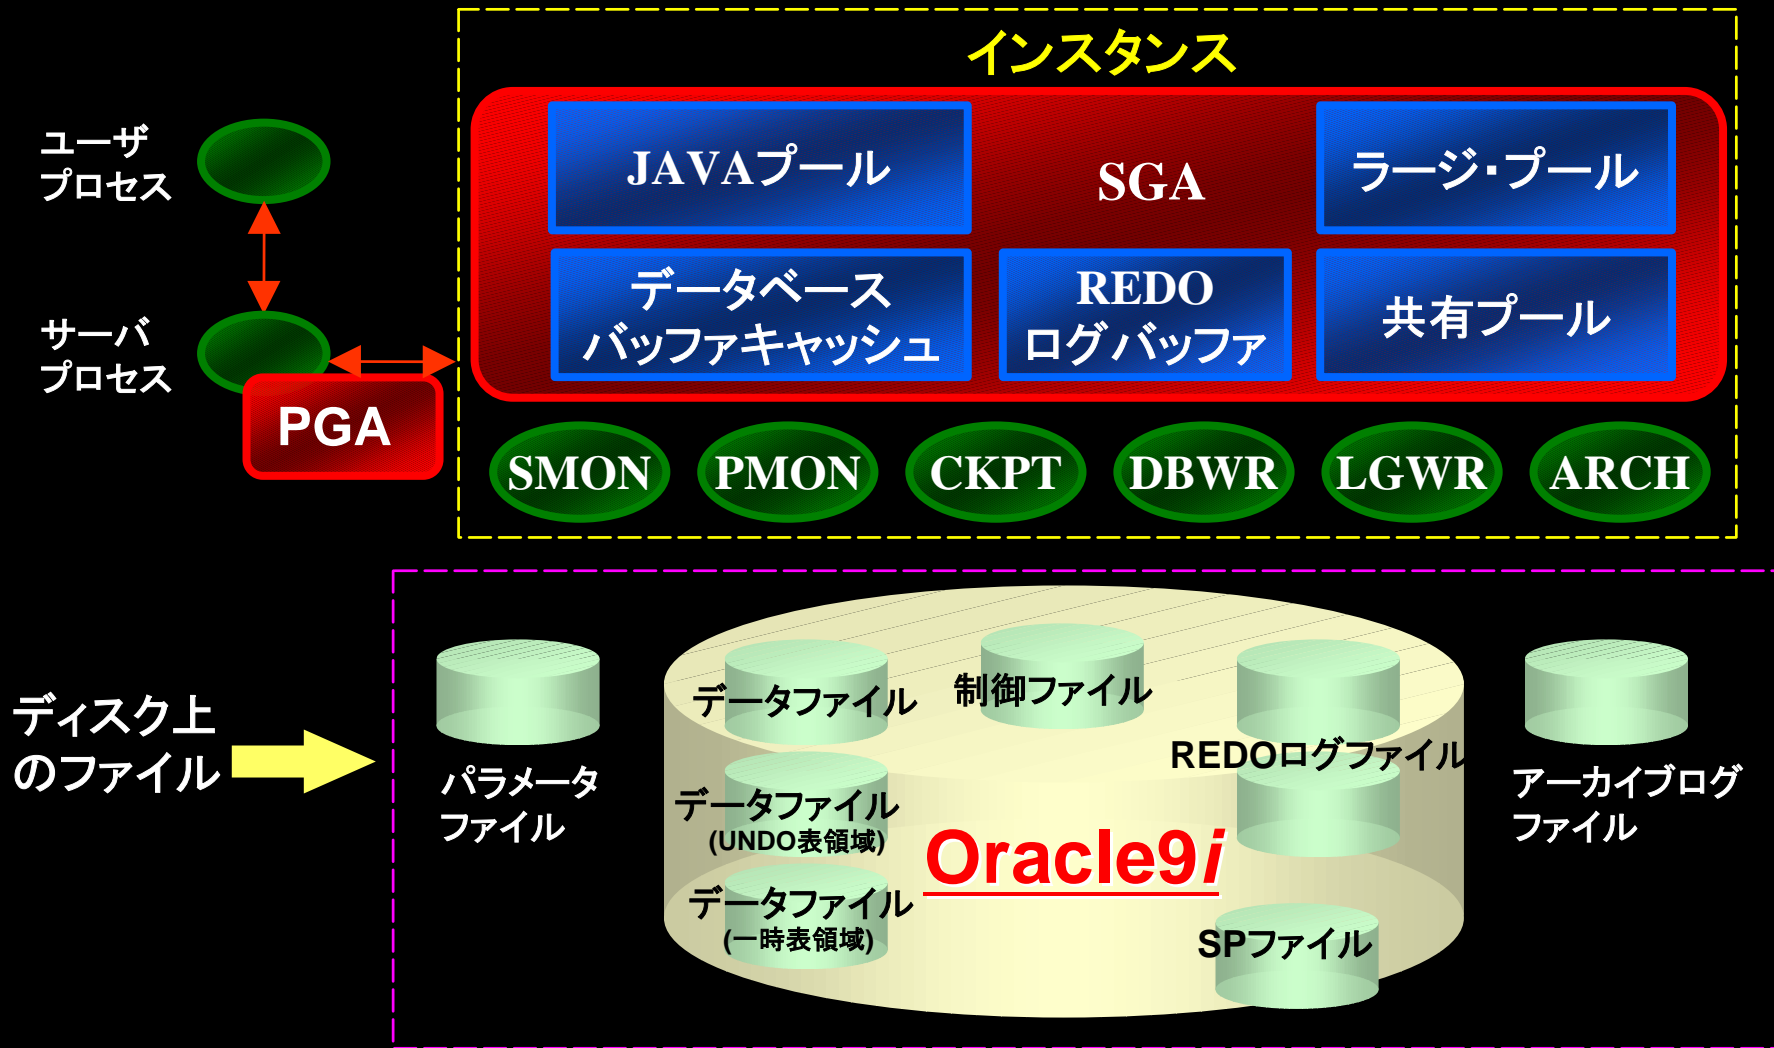 インスタンス
ユーザ
プロセス
JAVAプール
SGA
ラージ・プール
データベース
バッファキャッシュ
REDO
ログバッファ
共有プール
サーバ
プロセス
PGA
SMON
PMON
CKPT
DBWR
LGWR
ARCH
ディスク上
のファイル
パラメータ
ファイル
データファイル
制御ファイル
REDOログファイル
アーカイブログ
ファイル
データファイル
(UNDO表領域)
Oracle9i
データファイル
(一時表領域)
SPファイル